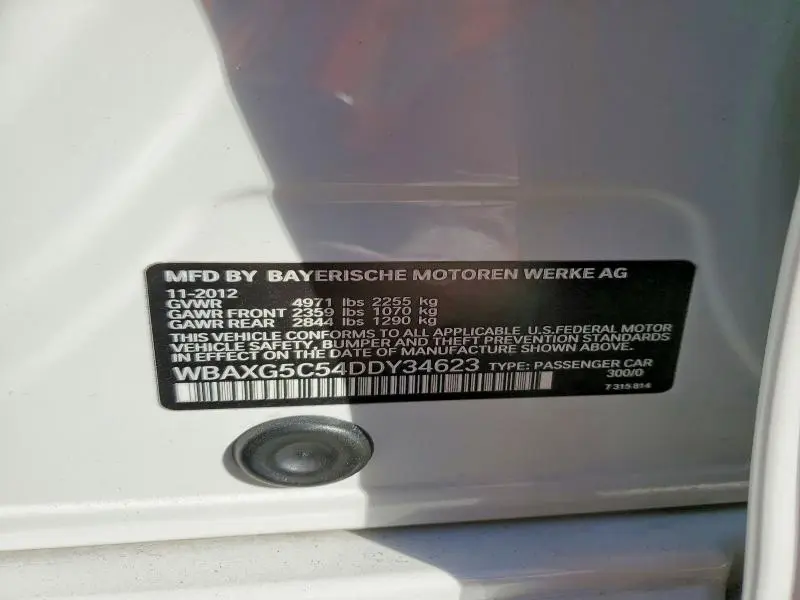 MFD BY BAYERISCHE MOTOREN WERKE AG
11-2012
GVWR 4971 lbs 2255 kg
GAWR FRONT 2359 lbs 1070 kg
GAWR REAR 2844 lbs 1290 kg
THIS VEHICLE CONFORMS TO ALL APPLICABLE U.S.FEDERAL MOTOR
VEHICLE SAFETY, BUMPER AND THEFT PREVENTION STANDARDS
IN EFFECT ON THE DATE OF MANUFACTURE SHOWN ABOVE.
WBAXG5C54DDY34623 TYPE: PASSENGER CAR
300/0
7 315 814